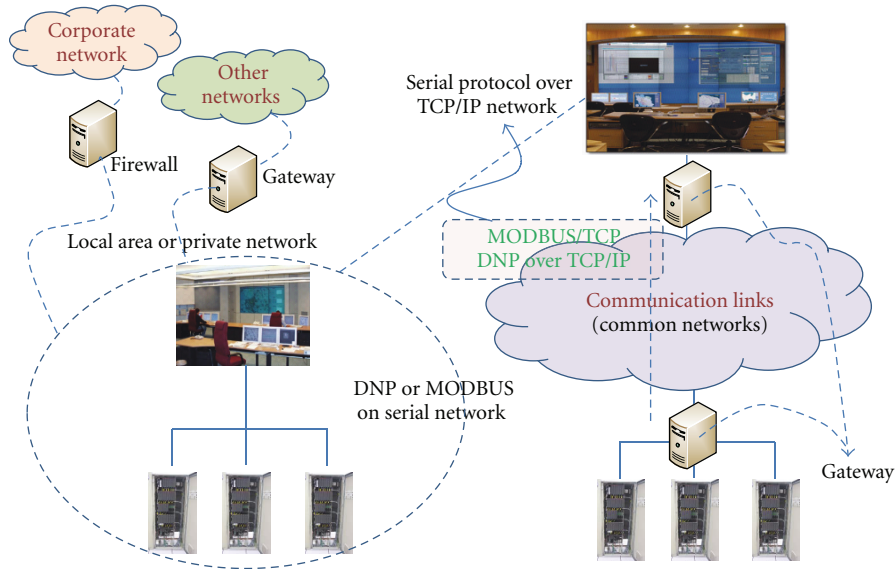 Corporate
network
Other
networks
Serial protocol over
TCP/IP network
Firewall
Gateway
Local area or private network
MODBUS/TCP
DNP over TCP/IP
Communication links
(common networks)
DNP or MODBUS
on serial network
Gateway